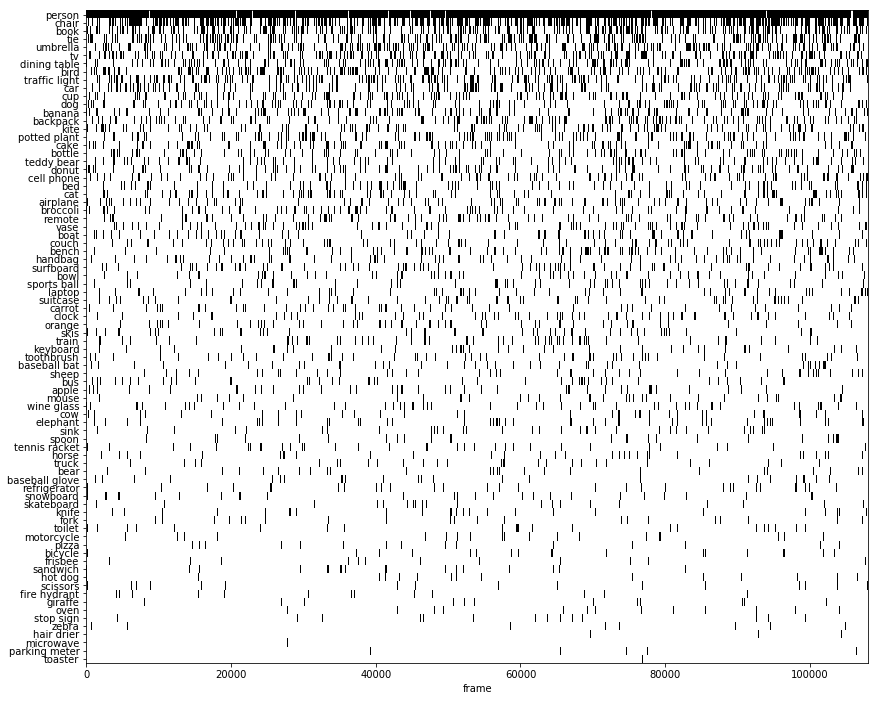 person
chair
book
tie
umbrella
tv
dining table
bird
traffic light
car
cup
dog
banana
backpack
kite
potted plant
cake
bottle
teddy bear
donut
cell phone
bed
cat
airplane
broccoli
remote
vase
boat
couch
bench
handbag
surfboard
bowl
sports ball
laptop
suitcase
carrot
clock
orange
skis
train
keyboard
toothbrush
baseball bat
sheep
bus
apple
mouse
wine glass
cow
elephant
sink
spoon
tennis racket
horse
truck
bear
baseball glove
refrigerator
snowboard
skateboard
knife
fork
toilet
motorcycle
pizza
bicycle
frisbee
sandwich
hot dog
scissors
fire hydrant
giraffe
oven
stop sign
zebra
hair drier
microwave
parking meter
toaster
0 20000 40000 60000 80000 100000
frame